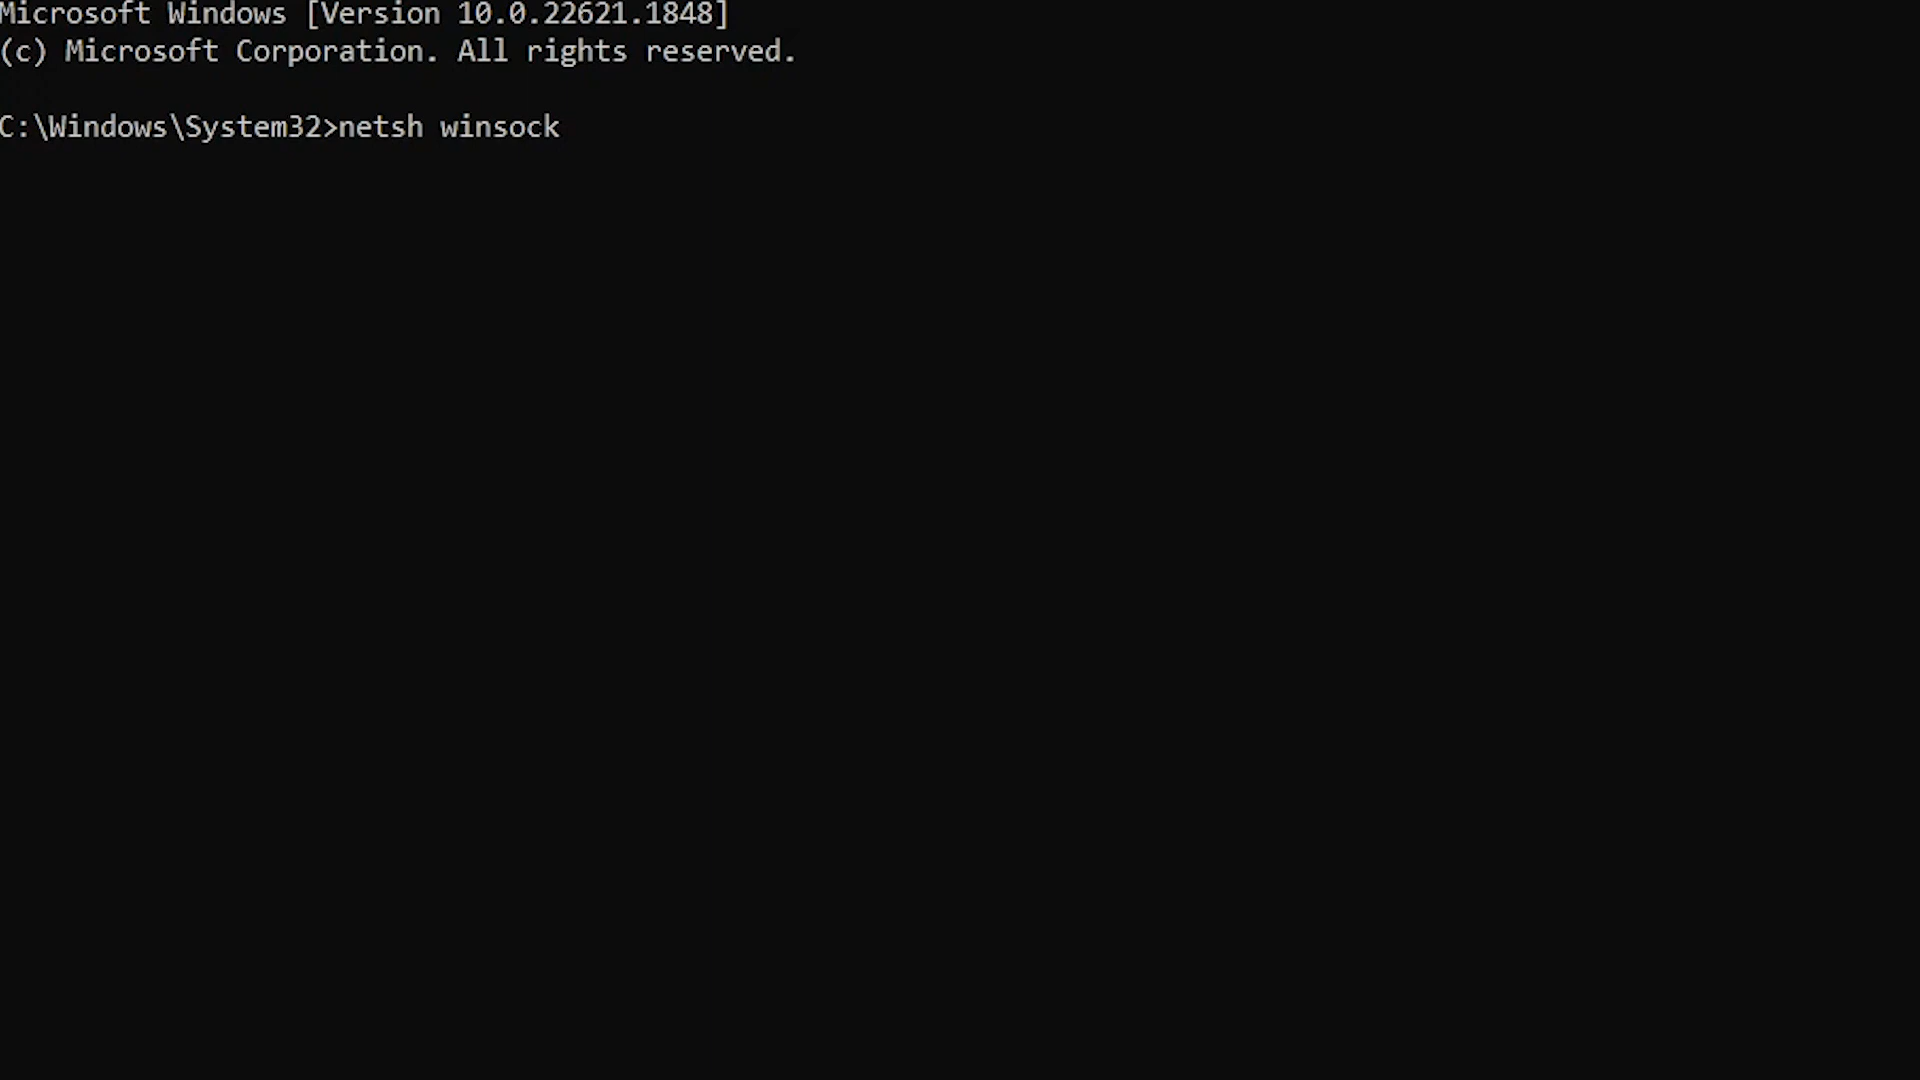 Microsoft Windows [Version 10.0.22621.1848]
(c) Microsoft Corporation. All rights reserved.
C:\Windows\System32>netsh winsock